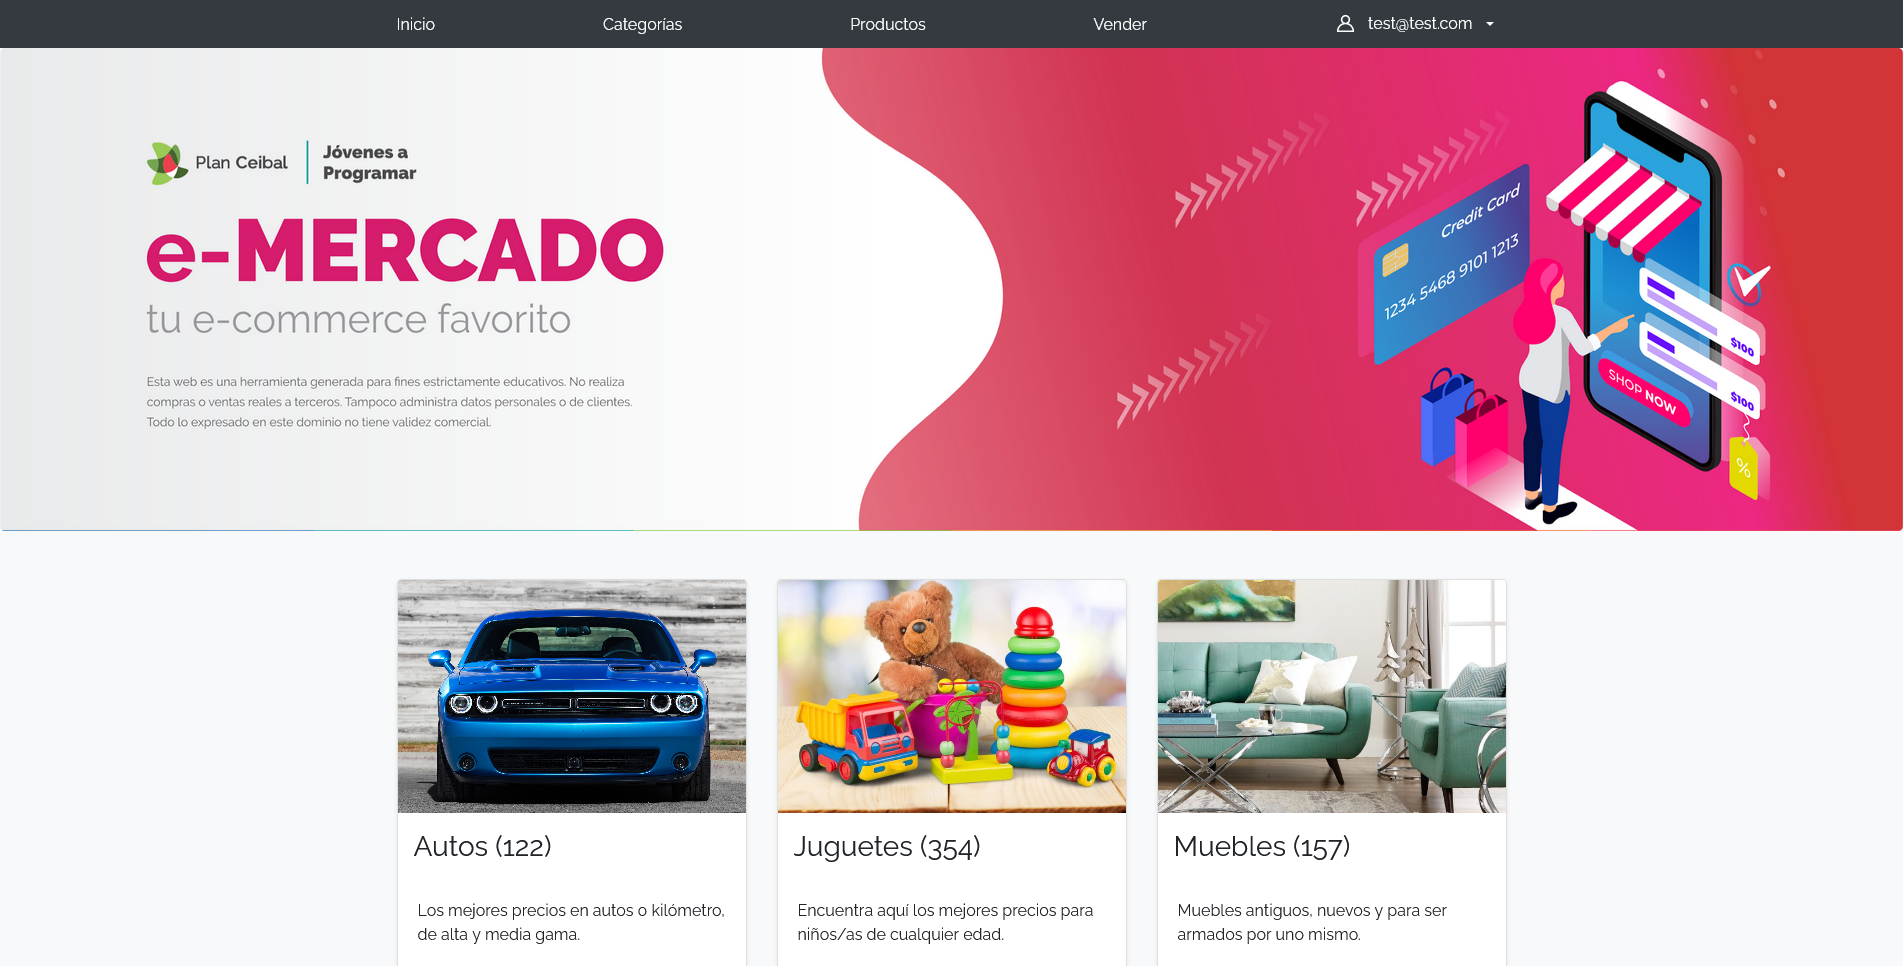 Inicio
Categorías
Productos
Vender
test@test.com
Plan Ceibal
Jóvenes a
Programar
e-MERCADO
tu e-commerce favorito
Esta web es una herramienta generada para fines estrictamente educativos. No realiza
compras o ventas reales a terceros. Tampoco administra datos personales o de clientes.
Todo lo expresado en este dominio no tiene validez comercial.
Credit Card
1234 5468 9101 1213
$100
$100
SHOP NOW
%
Autos (122)
Los mejores precios en autos 0 kilómetro,
de alta y media gama.
Juguetes (354)
Encuentra aquí los mejores precios para
niños/as de cualquier edad.
Muebles (157)
Muebles antiguos, nuevos y para ser
armados por uno mismo.